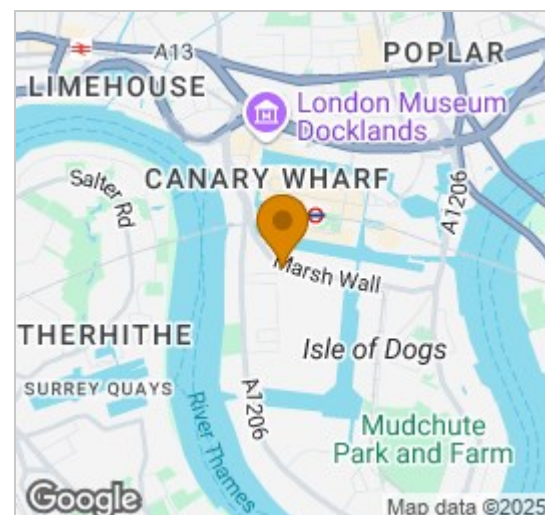 A13
POPLAR
LIMEHOUSE
London Museum
Docklands
Salter Rd
CANARY WHARF
A1206
Marsh Wall
THERHITHE
Isle of Dogs
SURREY QUAYS
A1206
River Thames
Mudchute
Park and Farm
Google
Map data ©2025